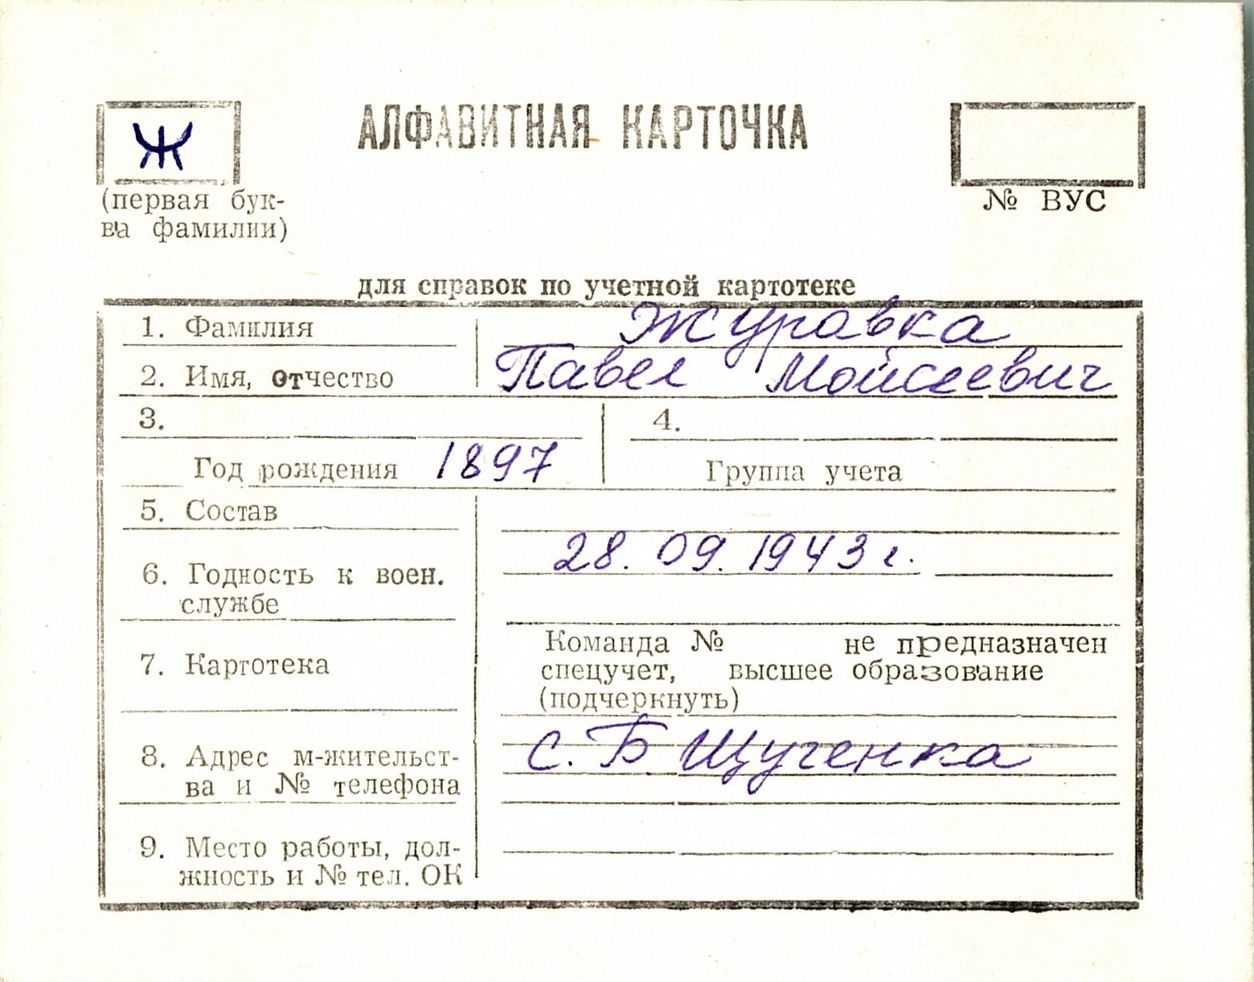 Ж
АЛФАВИТНАЯ КАРТОЧКА
(первая бук-
ва фамилии)
№ ВУС
для справок по учетной картотеке
1. Фамилия Журавка
2. Имя, отчество Павел Мойсеевич
3. 4.
Год рождения 1897 Группа учета
5. Состав
28.09.1943 г.
6. Годность к воен.
службе
7. Картотека
Команда № не предназначен
спецучет, высшее образование
(подчеркнуть)
8. Адрес м-жительст-
ва и № телефона
с. Б Щученка
9. Место работы, дол-
жность и № тел. ОК